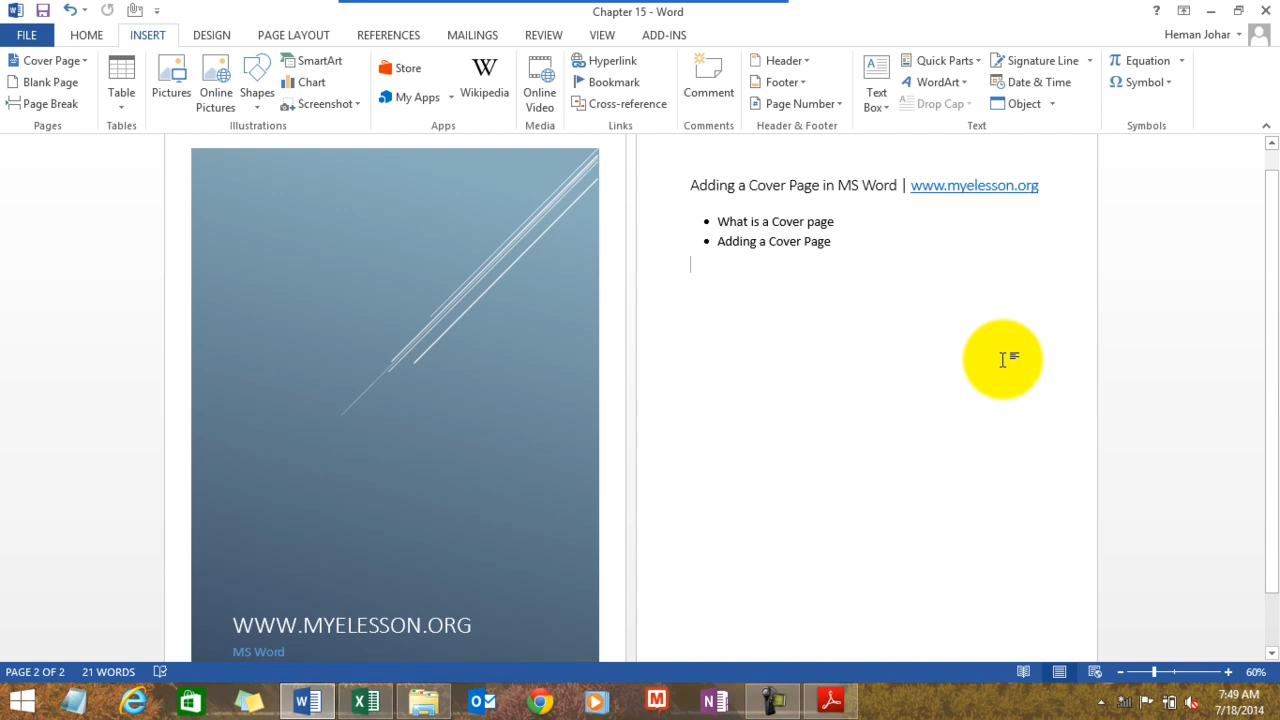 Chapter 15 - Word
?
FILE HOME INSERT DESIGN PAGE LAYOUT REFERENCES MAILINGS REVIEW VIEW ADD-INS
Heman Johar
Cover Page
Blank Page
Page Break
Pages
Table
Tables
Pictures
Online
Pictures
Shapes
SmartArt
Chart
Screenshot
Illustrations
Store
My Apps
W
Wikipedia
Apps
Online
Video
Media
Hyperlink
Bookmark
Cross-reference
Links
Comment
Comments
Header
Footer
Page Number
Header & Footer
Text
Box
Quick Parts
WordArt
Drop Cap
Signature Line
Date & Time
Object
Text
Equation
Symbol
Symbols
WWW.MYELESSON.ORG
MS Word
Adding a Cover Page in MS Word | www.myelesson.org
• What is a Cover page
• Adding a Cover Page
PAGE 2 OF 2 21 WORDS
60%
7:49 AM
7/18/2014